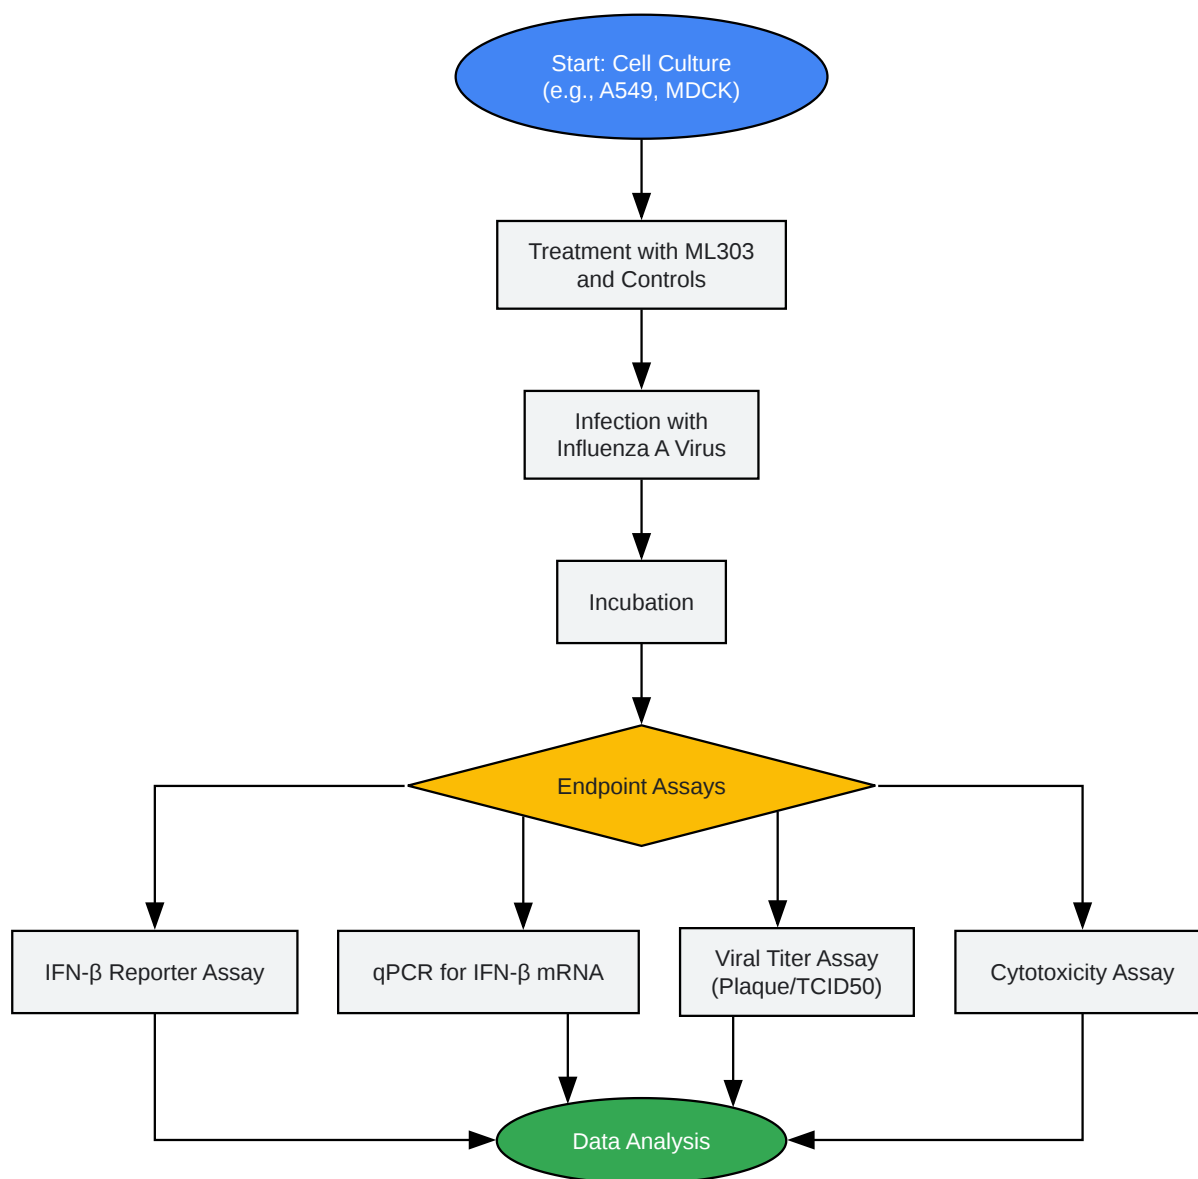 Start: Cell Culture
(e.g., A549, MDCK)
Treatment with ML303
and Controls
Infection with
Influenza A Virus
Incubation
Endpoint Assays
IFN-β Reporter Assay
qPCR for IFN-β mRNA
Viral Titer Assay
(Plaque/TCID50)
Cytotoxicity Assay
Data Analysis